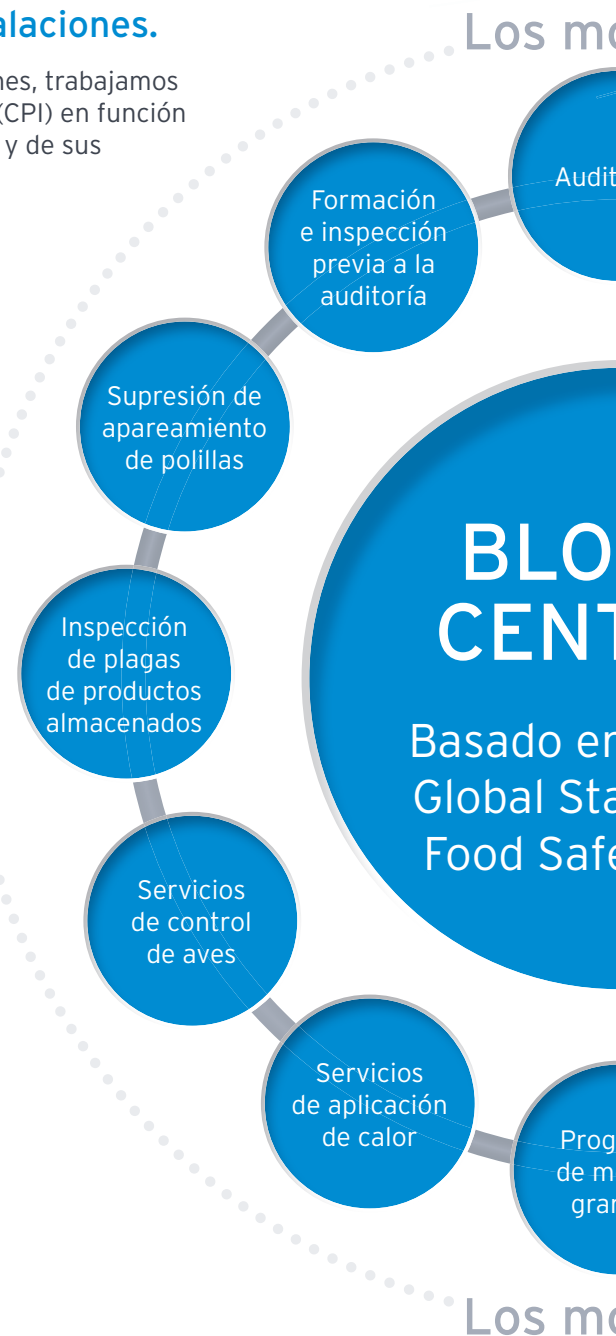 alaciones.
nes, trabajamos
(CPI) en función
y de sus
Los mo
Audit
Formación
e inspección
previa a la
auditoría
Supresión de
apareamiento
de polillas
Inspección
de plagas
de productos
almacenados
Servicios
de control
de aves
Servicios
de aplicación
de calor
Prog
de m
gran
BLO
CENT
Basado en
Global Sta
Food Safe
Los mo